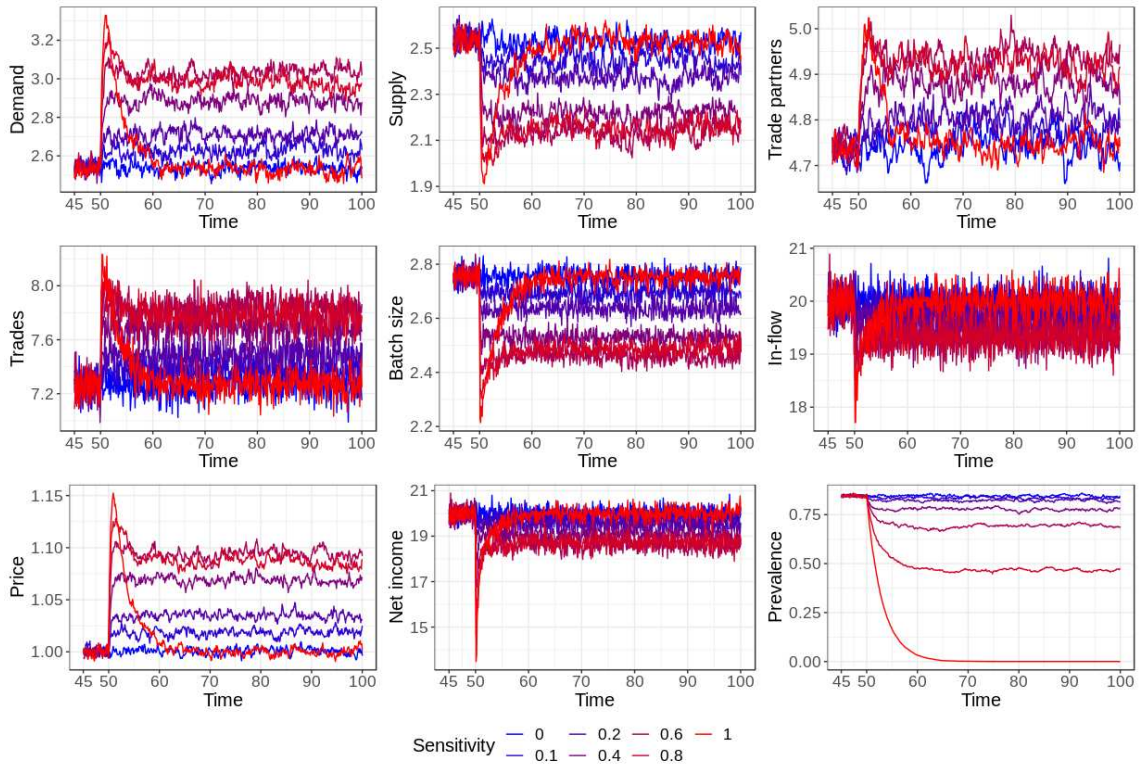 3.2
3.0
2.8
2.6
Demand
45 50 60 70 80 90 100
Time
2.5
2.3
2.1
1.9
Supply
45 50 60 70 80 90 100
Time
5.0
4.9
4.8
4.7
Trade partners
45 50 60 70 80 90 100
Time
8.0
7.6
7.2
Trades
45 50 60 70 80 90 100
Time
2.8
2.6
2.4
2.2
Batch size
45 50 60 70 80 90 100
Time
21
20
19
18
In-flow
45 50 60 70 80 90 100
Time
1.15
1.10
1.05
1.00
Price
45 50 60 70 80 90 100
Time
21
19
17
15
Net income
45 50 60 70 80 90 100
Time
0.75
0.50
0.25
0.00
Prevalence
45 50 60 70 80 90 100
Time
Sensitivity
0 0.2 0.6 1
0.1 0.4 0.8